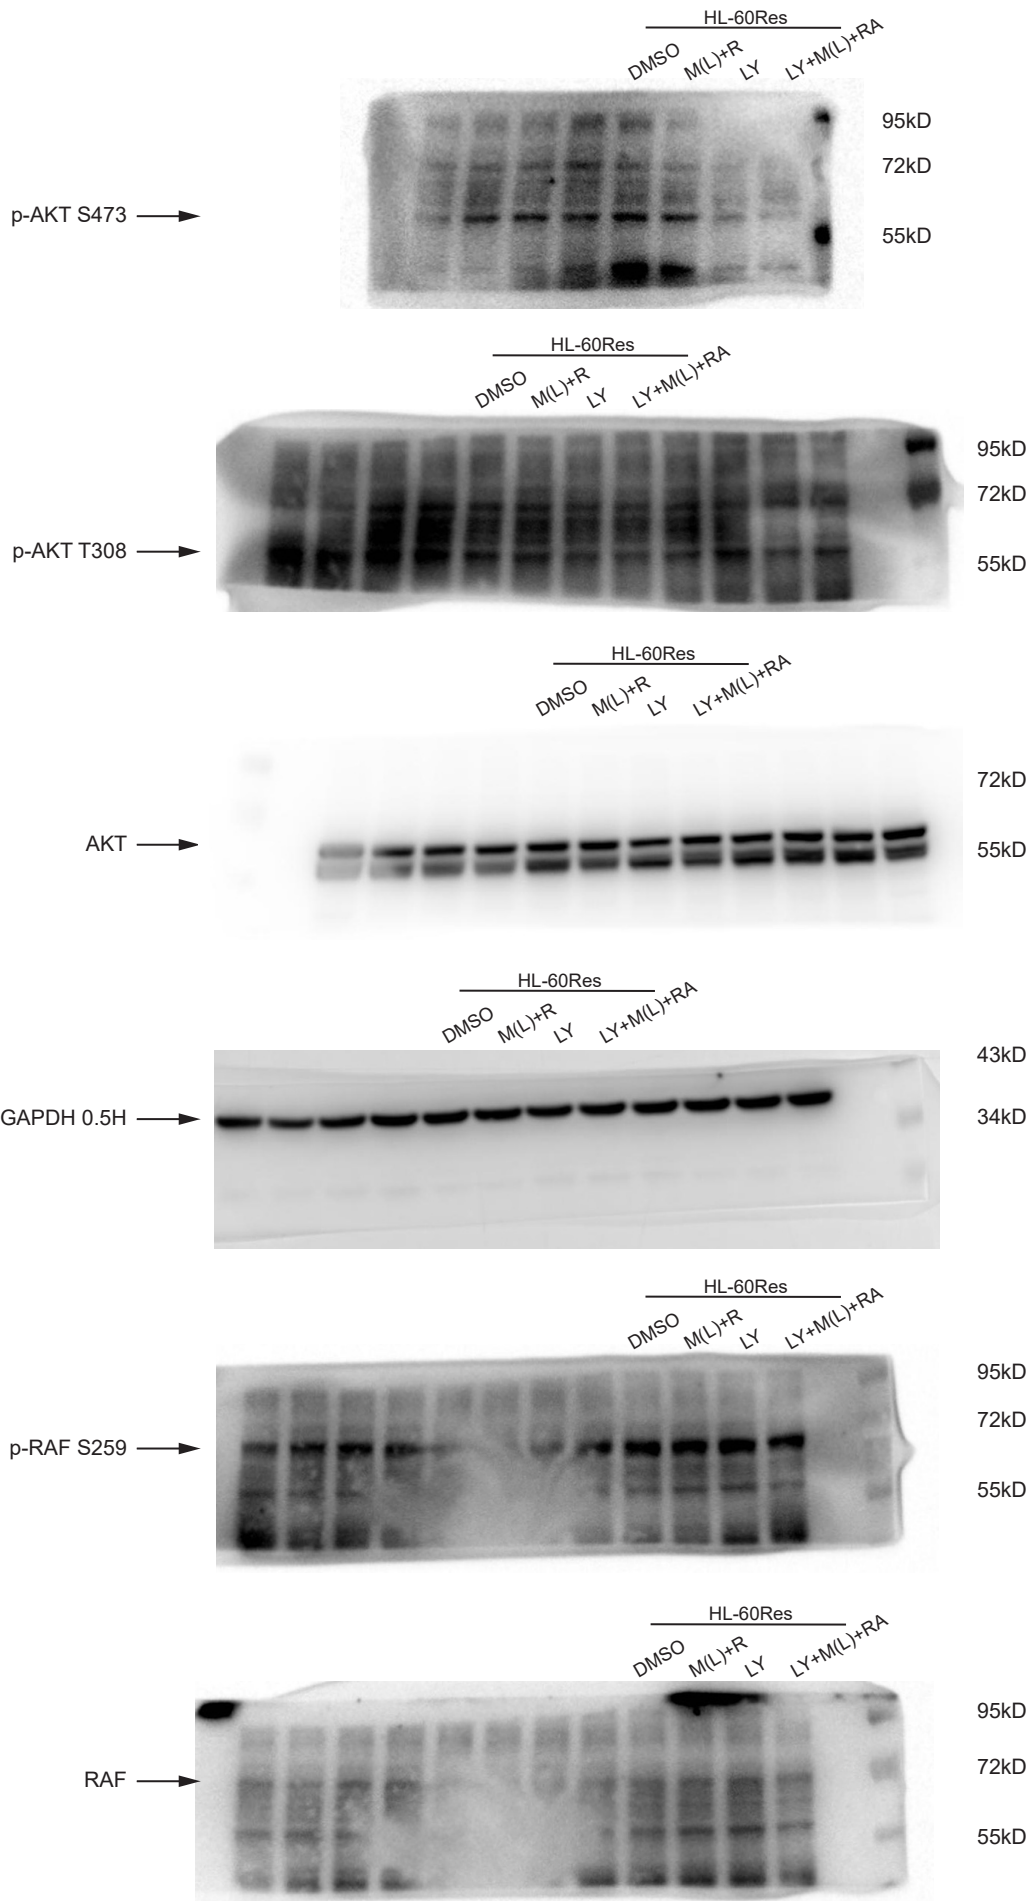 HL-60Res
DMSO M(L)+R LY LY+M(L)+RA
95kD
72kD
p-AKT S473
55kD
HL-60Res
DMSO M(L)+R LY LY+M(L)+RA
95kD
72kD
p-AKT T308
55kD
HL-60Res
DMSO M(L)+R LY LY+M(L)+RA
72kD
AKT
55kD
HL-60Res
DMSO M(L)+R LY LY+M(L)+RA
43kD
GAPDH 0.5H
34kD
HL-60Res
DMSO M(L)+R LY LY+M(L)+RA
95kD
72kD
p-RAF S259
55kD
HL-60Res
DMSO M(L)+R LY LY+M(L)+RA
95kD
72kD
RAF
55kD